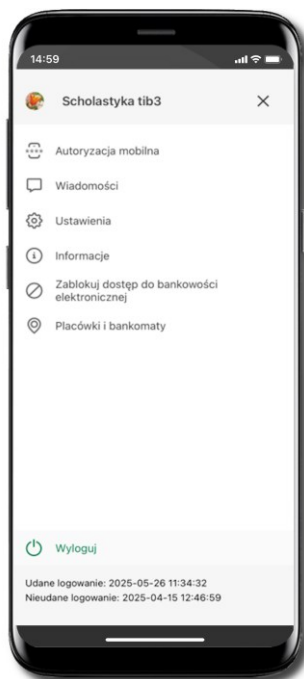 14:59
Scholastyka tib3
Autoryzacja mobilna
Wiadomości
Ustawienia
Informacje
Zablokuj dostęp do bankowości
elektronicznej
Placówki i bankomaty
Wyloguj
Udane logowanie: 2025-05-26 11:34:32
Nieudane logowanie: 2025-04-15 12:46:59